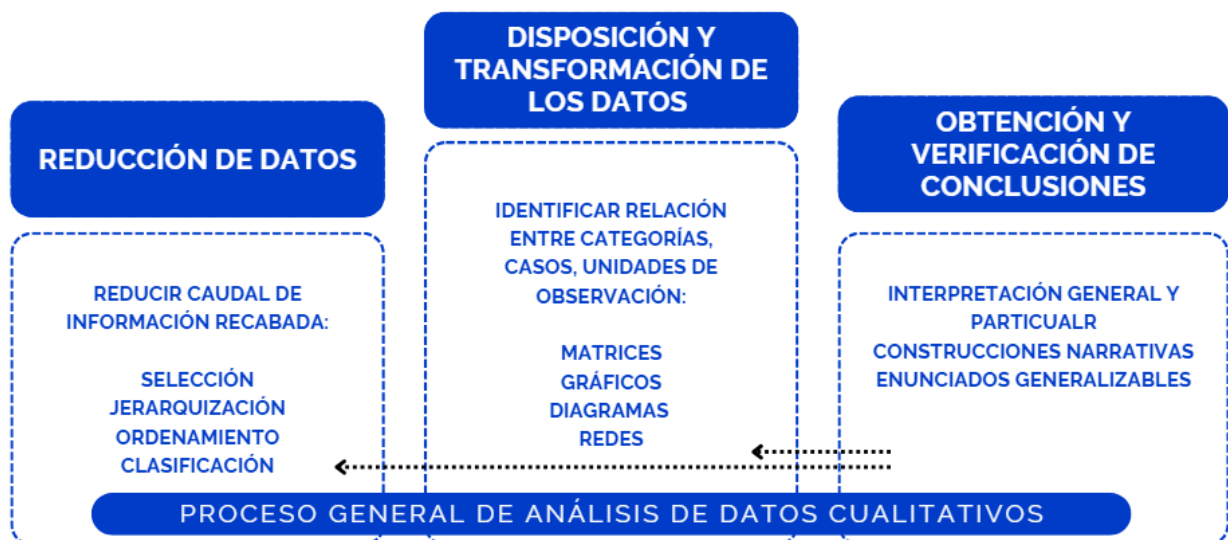 REDUCCIÓN DE DATOS
REDUCIR CAUDAL DE
INFORMACIÓN RECABADA:
SELECCIÓN
JERARQUIZACIÓN
ORDENAMIENTO
CLASIFICACIÓN
DISPOSICIÓN Y
TRANSFORMACIÓN DE
LOS DATOS
IDENTIFICAR RELACIÓN
ENTRE CATEGORÍAS,
CASOS, UNIDADES DE
OBSERVACIÓN:
MATRICES
GRÁFICOS
DIAGRAMAS
REDES
OBTENCIÓN Y
VERIFICACIÓN DE
CONCLUSIONES
INTERPRETACIÓN GENERAL Y
PARTICUALR
CONSTRUCCIONES NARRATIVAS
ENUNCIADOS GENERALIZABLES
PROCESO GENERAL DE ANÁLISIS DE DATOS CUALITATIVOS